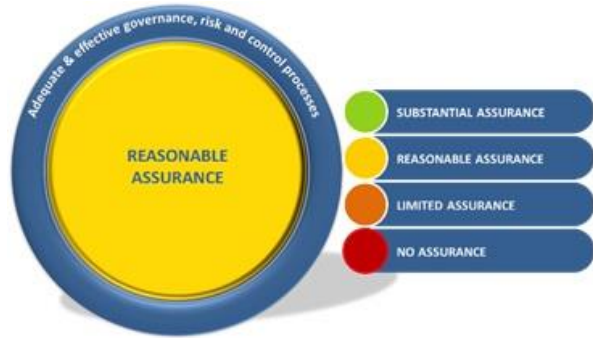 Adequate & effective governance, risk and control processes
REASONABLE
ASSURANCE
SUBSTANTIAL ASSURANCE
REASONABLE ASSURANCE
LIMITED ASSURANCE
NO ASSURANCE